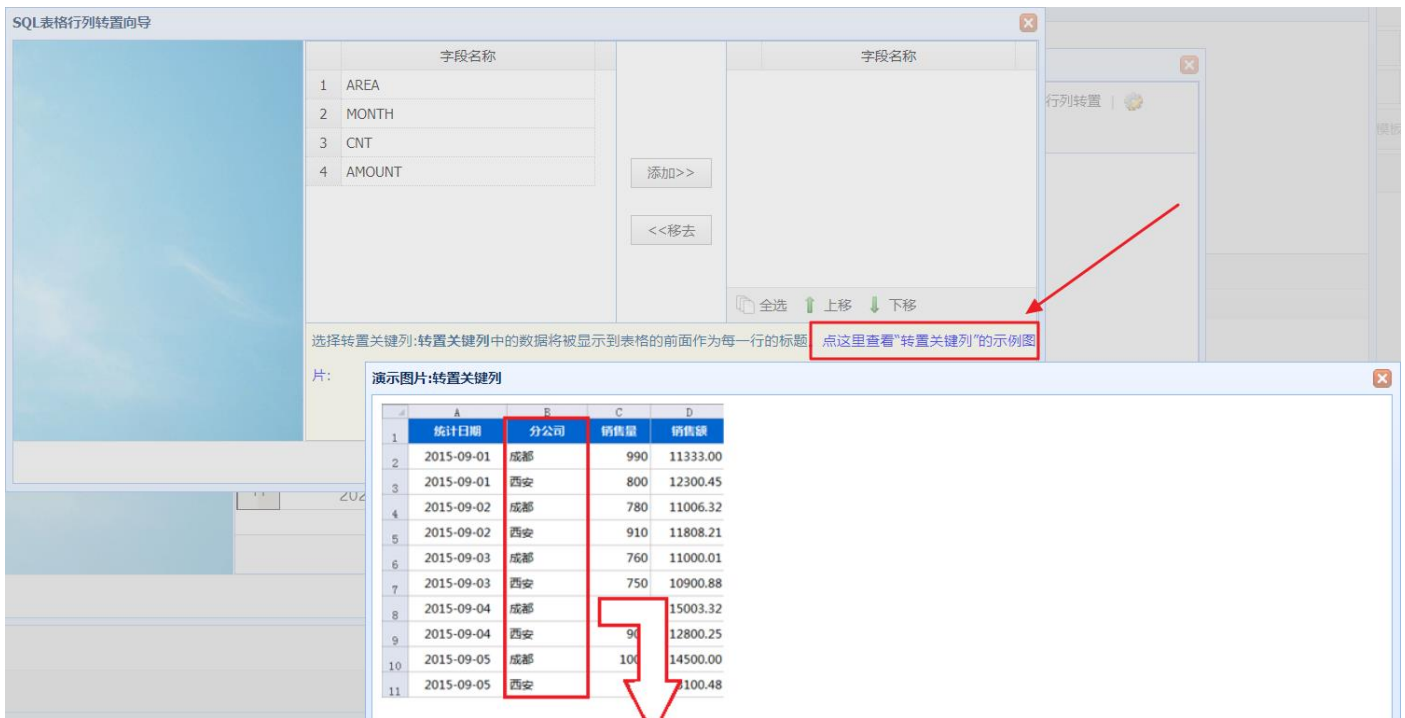 SQL表格行列转置向导
字段名称
字段名称
1 AREA
2 MONTH
3 CNT
4 AMOUNT
添加>>
<<移去
行列转置 |
模板
全选 上移 下移
选择转置关键列:转置关键列中的数据将被显示到表格的前面作为每一行的标题. 点这里查看“转置关键列”的示例图
片:
演示图片:转置关键列
A B C D
1 统计日期 分公司 销售量 销售额
2 2015-09-01 成都 990 11333.00
3 2015-09-01 西安 800 12300.45
4 2015-09-02 成都 780 11006.32
5 2015-09-02 西安 910 11808.21
6 2015-09-03 成都 760 11000.01
7 2015-09-03 西安 750 10900.88
8 2015-09-04 成都 15003.32
9 2015-09-04 西安 90 12800.25
10 2015-09-05 成都 100 14500.00
11 2015-09-05 西安 3100.48
11 202